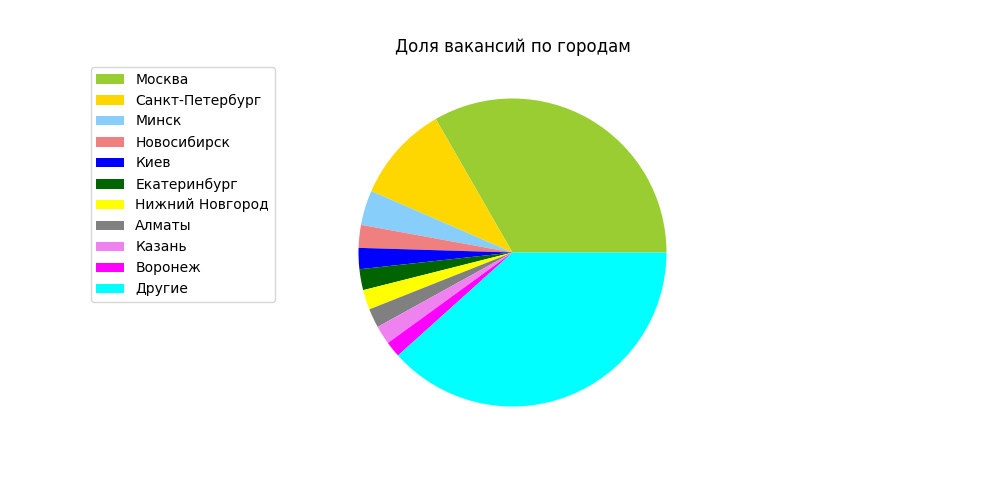 Доля вакансий по городам
Москва
Санкт-Петербург
Минск
Новосибирск
Киев
Екатеринбург
Нижний Новгород
Алматы
Казань
Воронеж
Другие